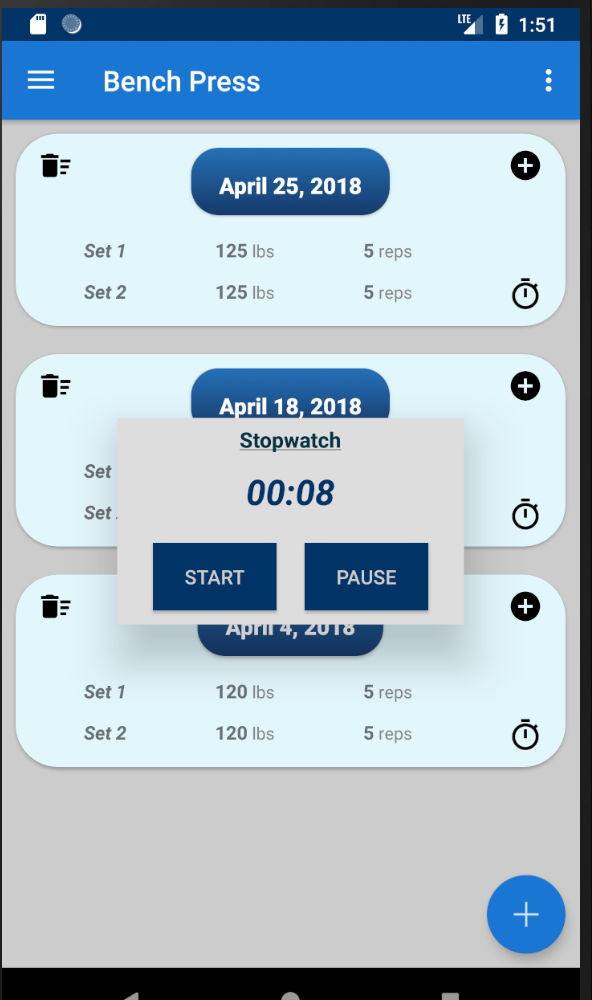 LTE 1:51
Bench Press
April 25, 2018
Set 1 125 lbs 5 reps
Set 2 125 lbs 5 reps
April 18, 2018
Set
Set
Stopwatch
00:08
START PAUSE
April 4, 2018
Set 1 120 lbs 5 reps
Set 2 120 lbs 5 reps